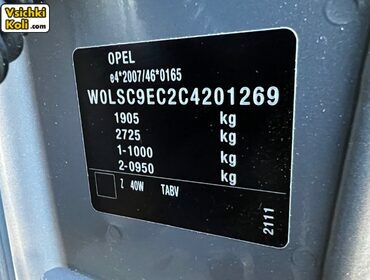 Vsichki
Koli.com
OPEL
e4*2007/46*0165
W0LSC9EC2C4201269
1905 kg
2725 kg
1-1000 kg
2-0950 kg
Z 40W TABV
2111